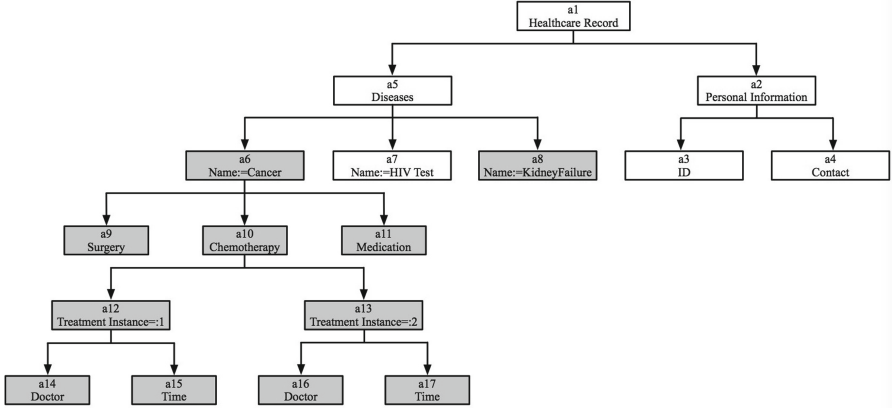 a1
Healthcare Record
a5
Diseases
a2
Personal Information
a6
Name:=Cancer
a7
Name:=HIV Test
a8
Name:=KidneyFailure
a3
ID
a4
Contact
a9
Surgery
a10
Chemotherapy
a11
Medication
a12
Treatment Instance=:1
a13
Treatment Instance=:2
a14
Doctor
a15
Time
a16
Doctor
a17
Time